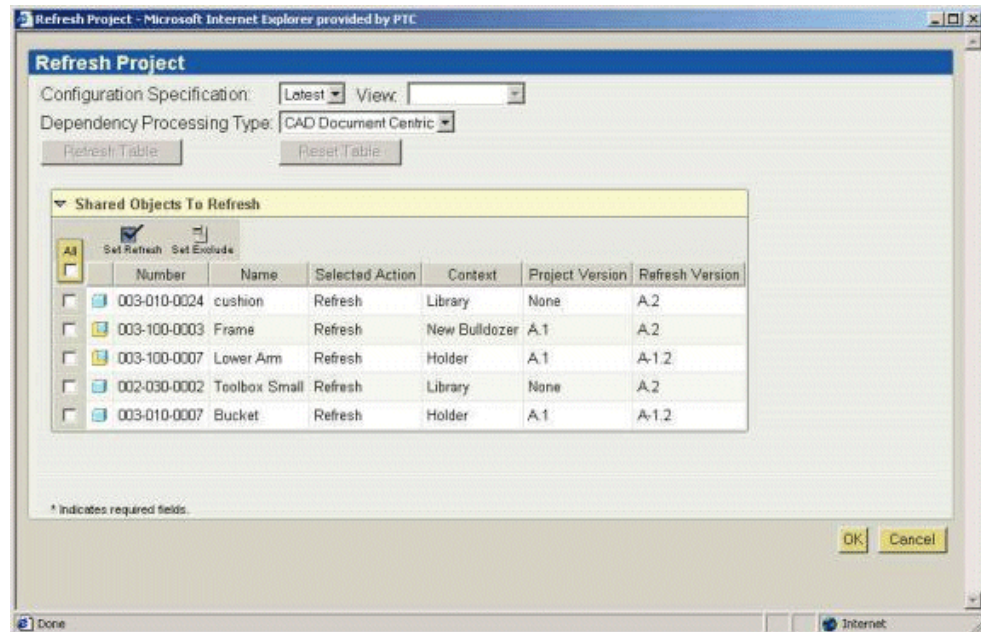 Refresh Project - Microsoft Internet Explorer provided by PTC
Refresh Project
Configuration Specification: Latest View:
Dependency Processing Type: CAD Document Centric
Refresh Table Reset Table
Shared Objects To Refresh
All Set Refresh Set Exclude
Number Name Selected Action Context Project Version Refresh Version
003-010-0024 cushion Refresh Library None A.2
003-100-0003 Frame Refresh New Bulldozer A.1 A.2
003-100-0007 Lower Arm Refresh Holder A.1 A-1.2
002-030-0002 Toolbox Small Refresh Library None A.2
003-010-0007 Bucket Refresh Holder A.1 A-1.2
* Indicates required fields.
OK Cancel
Done Internet